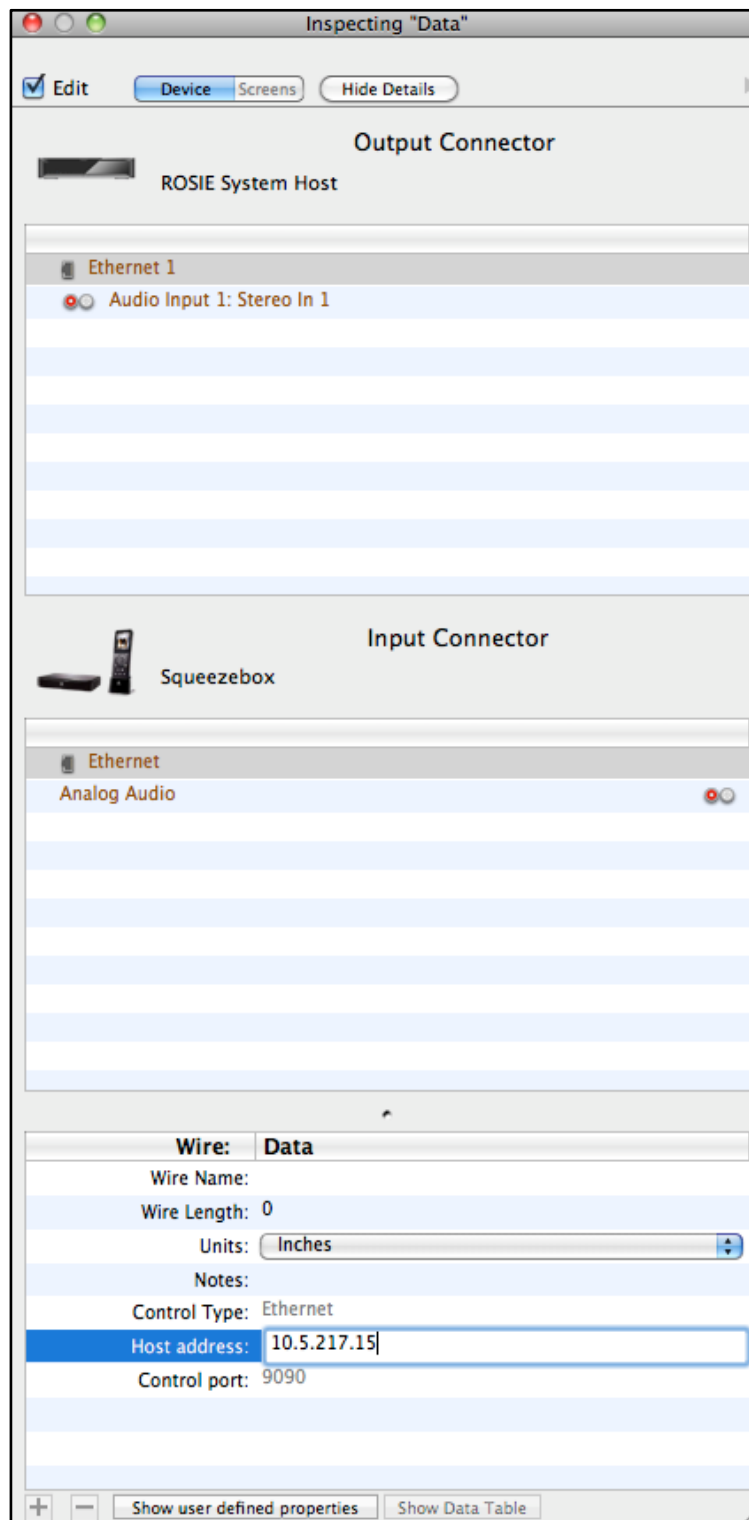 Inspecting "Data"
Edit Device Screens Hide Details
Output Connector
ROSIE System Host
Ethernet 1
Audio Input 1: Stereo In 1
Input Connector
Squeezebox
Ethernet
Analog Audio
Wire: Data
Wire Name:
Wire Length: 0
Units: Inches
Notes:
Control Type: Ethernet
Host address: 10.5.217.15
Control port: 9090
+ − Show user defined properties Show Data Table